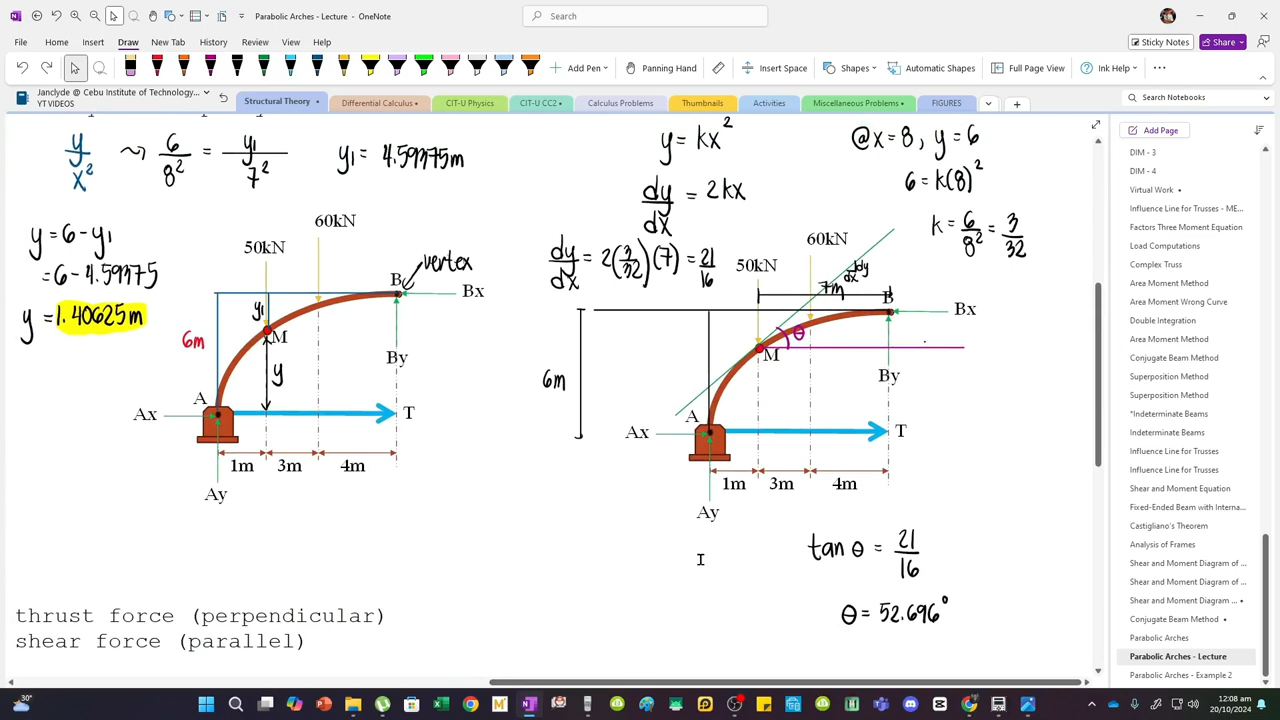 Parabolic Arches - Lecture - OneNote
Search
File Home Insert Draw New Tab History Review View Help
Sticky Notes Share
Add Pen Panning Hand Insert Space Shapes Automatic Shapes Full Page View Ink Help
Janclyde @ Cebu Institute of Technology...
YT VIDEOS
Structural Theory Differential Calculus CIT-U Physics CIT-U CC2 Calculus Problems Thumbnails Activities Miscellaneous Problems FIGURES
Search Notebooks
Add Page
DIM - 3
DIM - 4
Virtual Work
Influence Line for Trusses - ME...
Factors Three Moment Equation
Load Computations
Complex Truss
Area Moment Method
Area Moment Wrong Curve
Double Integration
Area Moment Method
Conjugate Beam Method
Superposition Method
Superposition Method
*Indeterminate Beams
Indeterminate Beams
Influence Line for Trusses
Influence Line for Trusses
Shear and Moment Equation
Fixed-Ended Beam with Interna...
Castigliano's Theorem
Analysis of Frames
Shear and Moment Diagram of ...
Shear and Moment Diagram of ...
Shear and Moment Diagram ...
Conjugate Beam Method
Parabolic Arches
Parabolic Arches - Lecture
Parabolic Arches - Example 2
y/x² ~> 6/8² = y₁/7² y₁ = 4.59375m
y = 6 - y₁
= 6 - 4.59375
y = 1.40625m
60kN
50kN
vertex
B
Bx
y₁
M
6m
y
By
A
Ax
T
1m 3m 4m
Ay
y = kx²
dy/dx = 2kx
dy/dx = 2(3/32)(7) = 21/16
@x = 8, y = 6
6 = k(8)²
k = 6/8² = 3/32
60kN
50kN
dy/dx
7m
B
Bx
θ
M
6m
By
A
Ax
T
1m 3m 4m
Ay
tan θ = 21/16
θ = 52.696°
thrust force (perpendicular)
shear force (parallel)
30°
12:08 am
20/10/2024